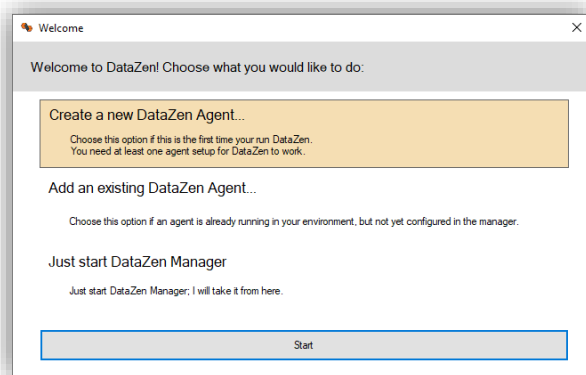 Welcome
Welcome to DataZen! Choose what you would like to do:
Create a new DataZen Agent...
Choose this option if this is the first time your run DataZen.
You need at least one agent setup for DataZen to work.
Add an existing DataZen Agent...
Choose this option if an agent is already running in your environment, but not yet configured in the manager.
Just start DataZen Manager
Just start DataZen Manager; I will take it from here.
Start